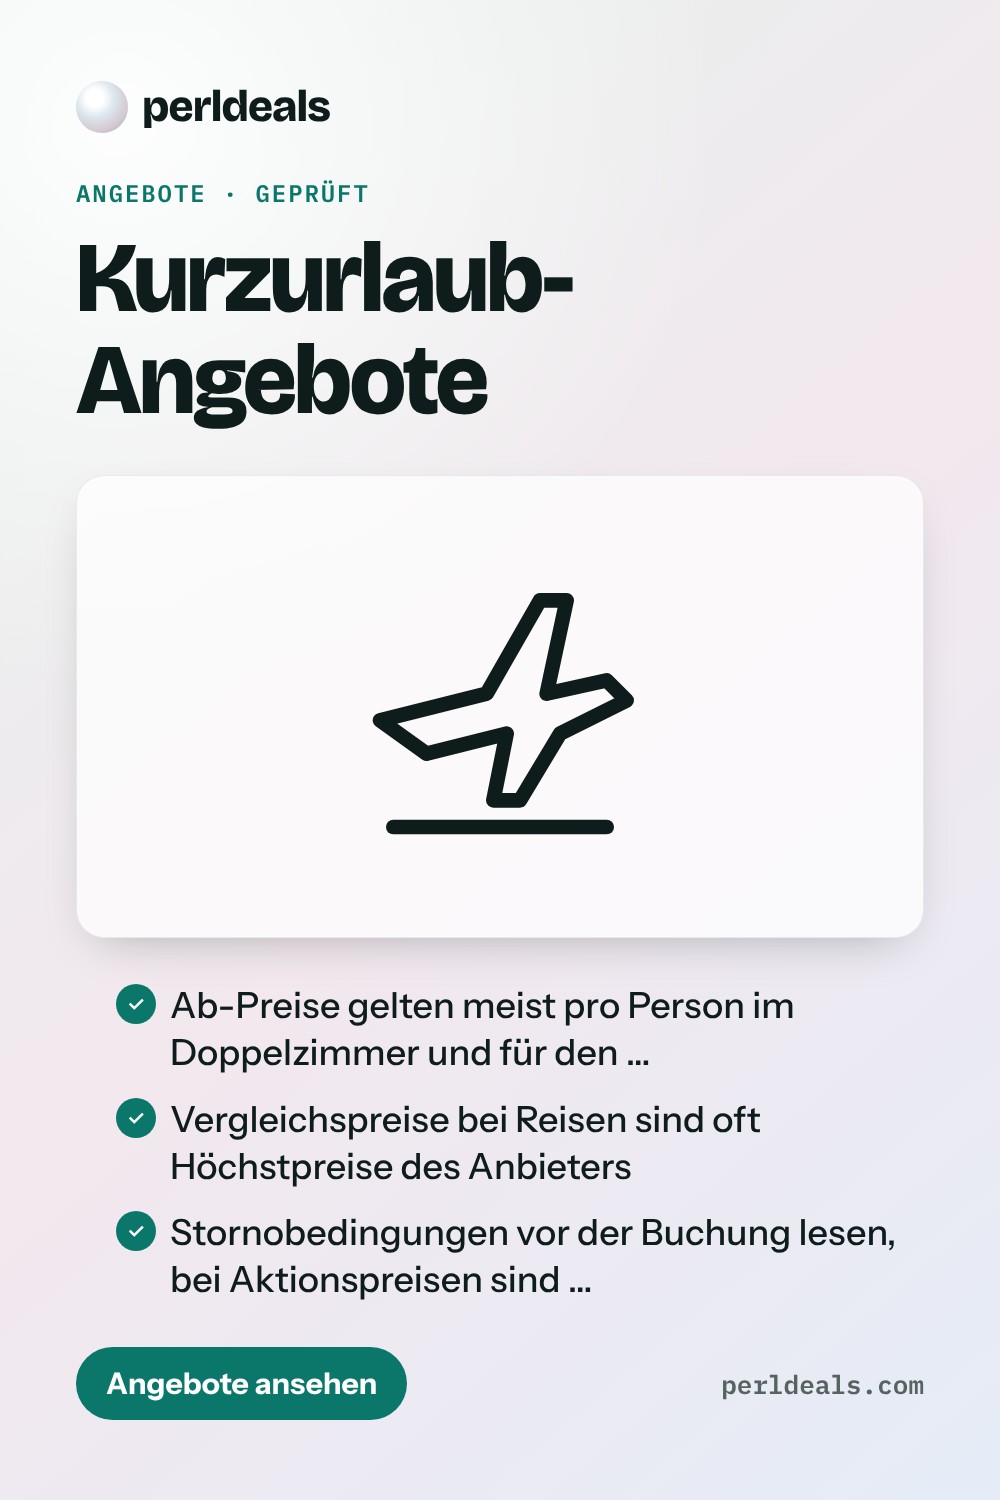 perldeals
ANGEBOTE · GEPRÜFT
Kurzurlaub-
Angebote
Ab-Preise gelten meist pro Person im
Doppelzimmer und für den ...
Vergleichspreise bei Reisen sind oft
Höchstpreise des Anbieters
Stornobedingungen vor der Buchung lesen,
bei Aktionspreisen sind ...
Angebote ansehen
perldeals.com